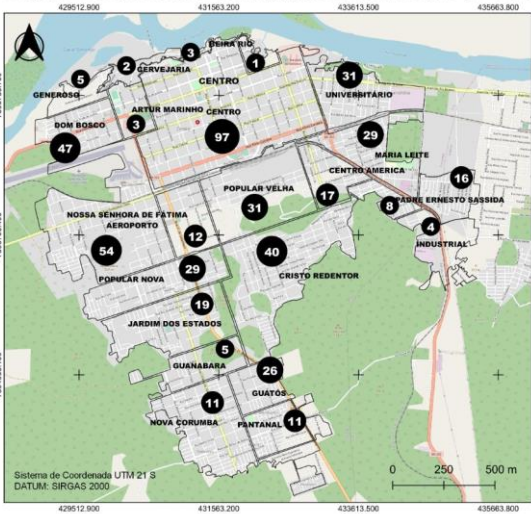 429512.900 431563.200 433613.500 435663.800
BEIRA RIO
3
1
2
CERVEJARIA
5
CENTRO
31
GENEROSO
UNIVERSITÁRIO
ARTUR MARINHO
CENTRO
3
DOM BOSCO
97
29
47
MARIA LEITE
CENTRO AMERICA
16
POPULAR VELHA
17
PADRE ERNESTO SASSIDA
8
31
NOSSA SENHORA DE FÁTIMA
AEROPORTO
4
12
INDUSTRIAL
54
40
29
CRISTO REDENTOR
POPULAR NOVA
19
JARDIM DOS ESTADOS
5
GUANABARA
26
GUATÓS
11
11
NOVA CORUMBA
PANTANAL
Sistema de Coordenada UTM 21 S
DATUM: SIRGAS 2000
0 250 500 m
429512.900 431563.200 433613.500 435663.800